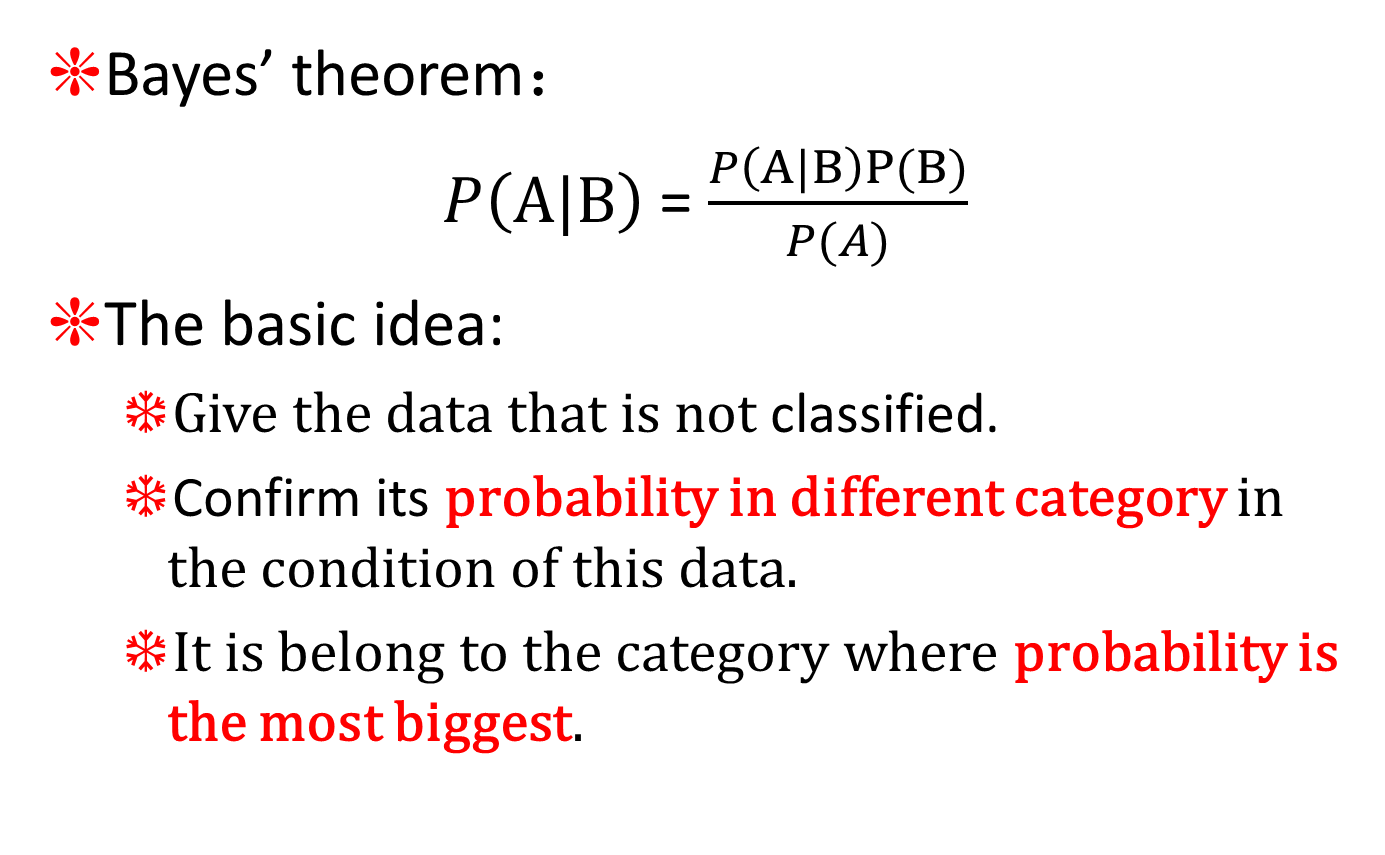 Bayes’ theorem：
P(A|B) = P(A|B)P(B) / P(A)
The basic idea:
Give the data that is not classified.
Confirm its probability in different category in
the condition of this data.
It is belong to the category where probability is
the most biggest.